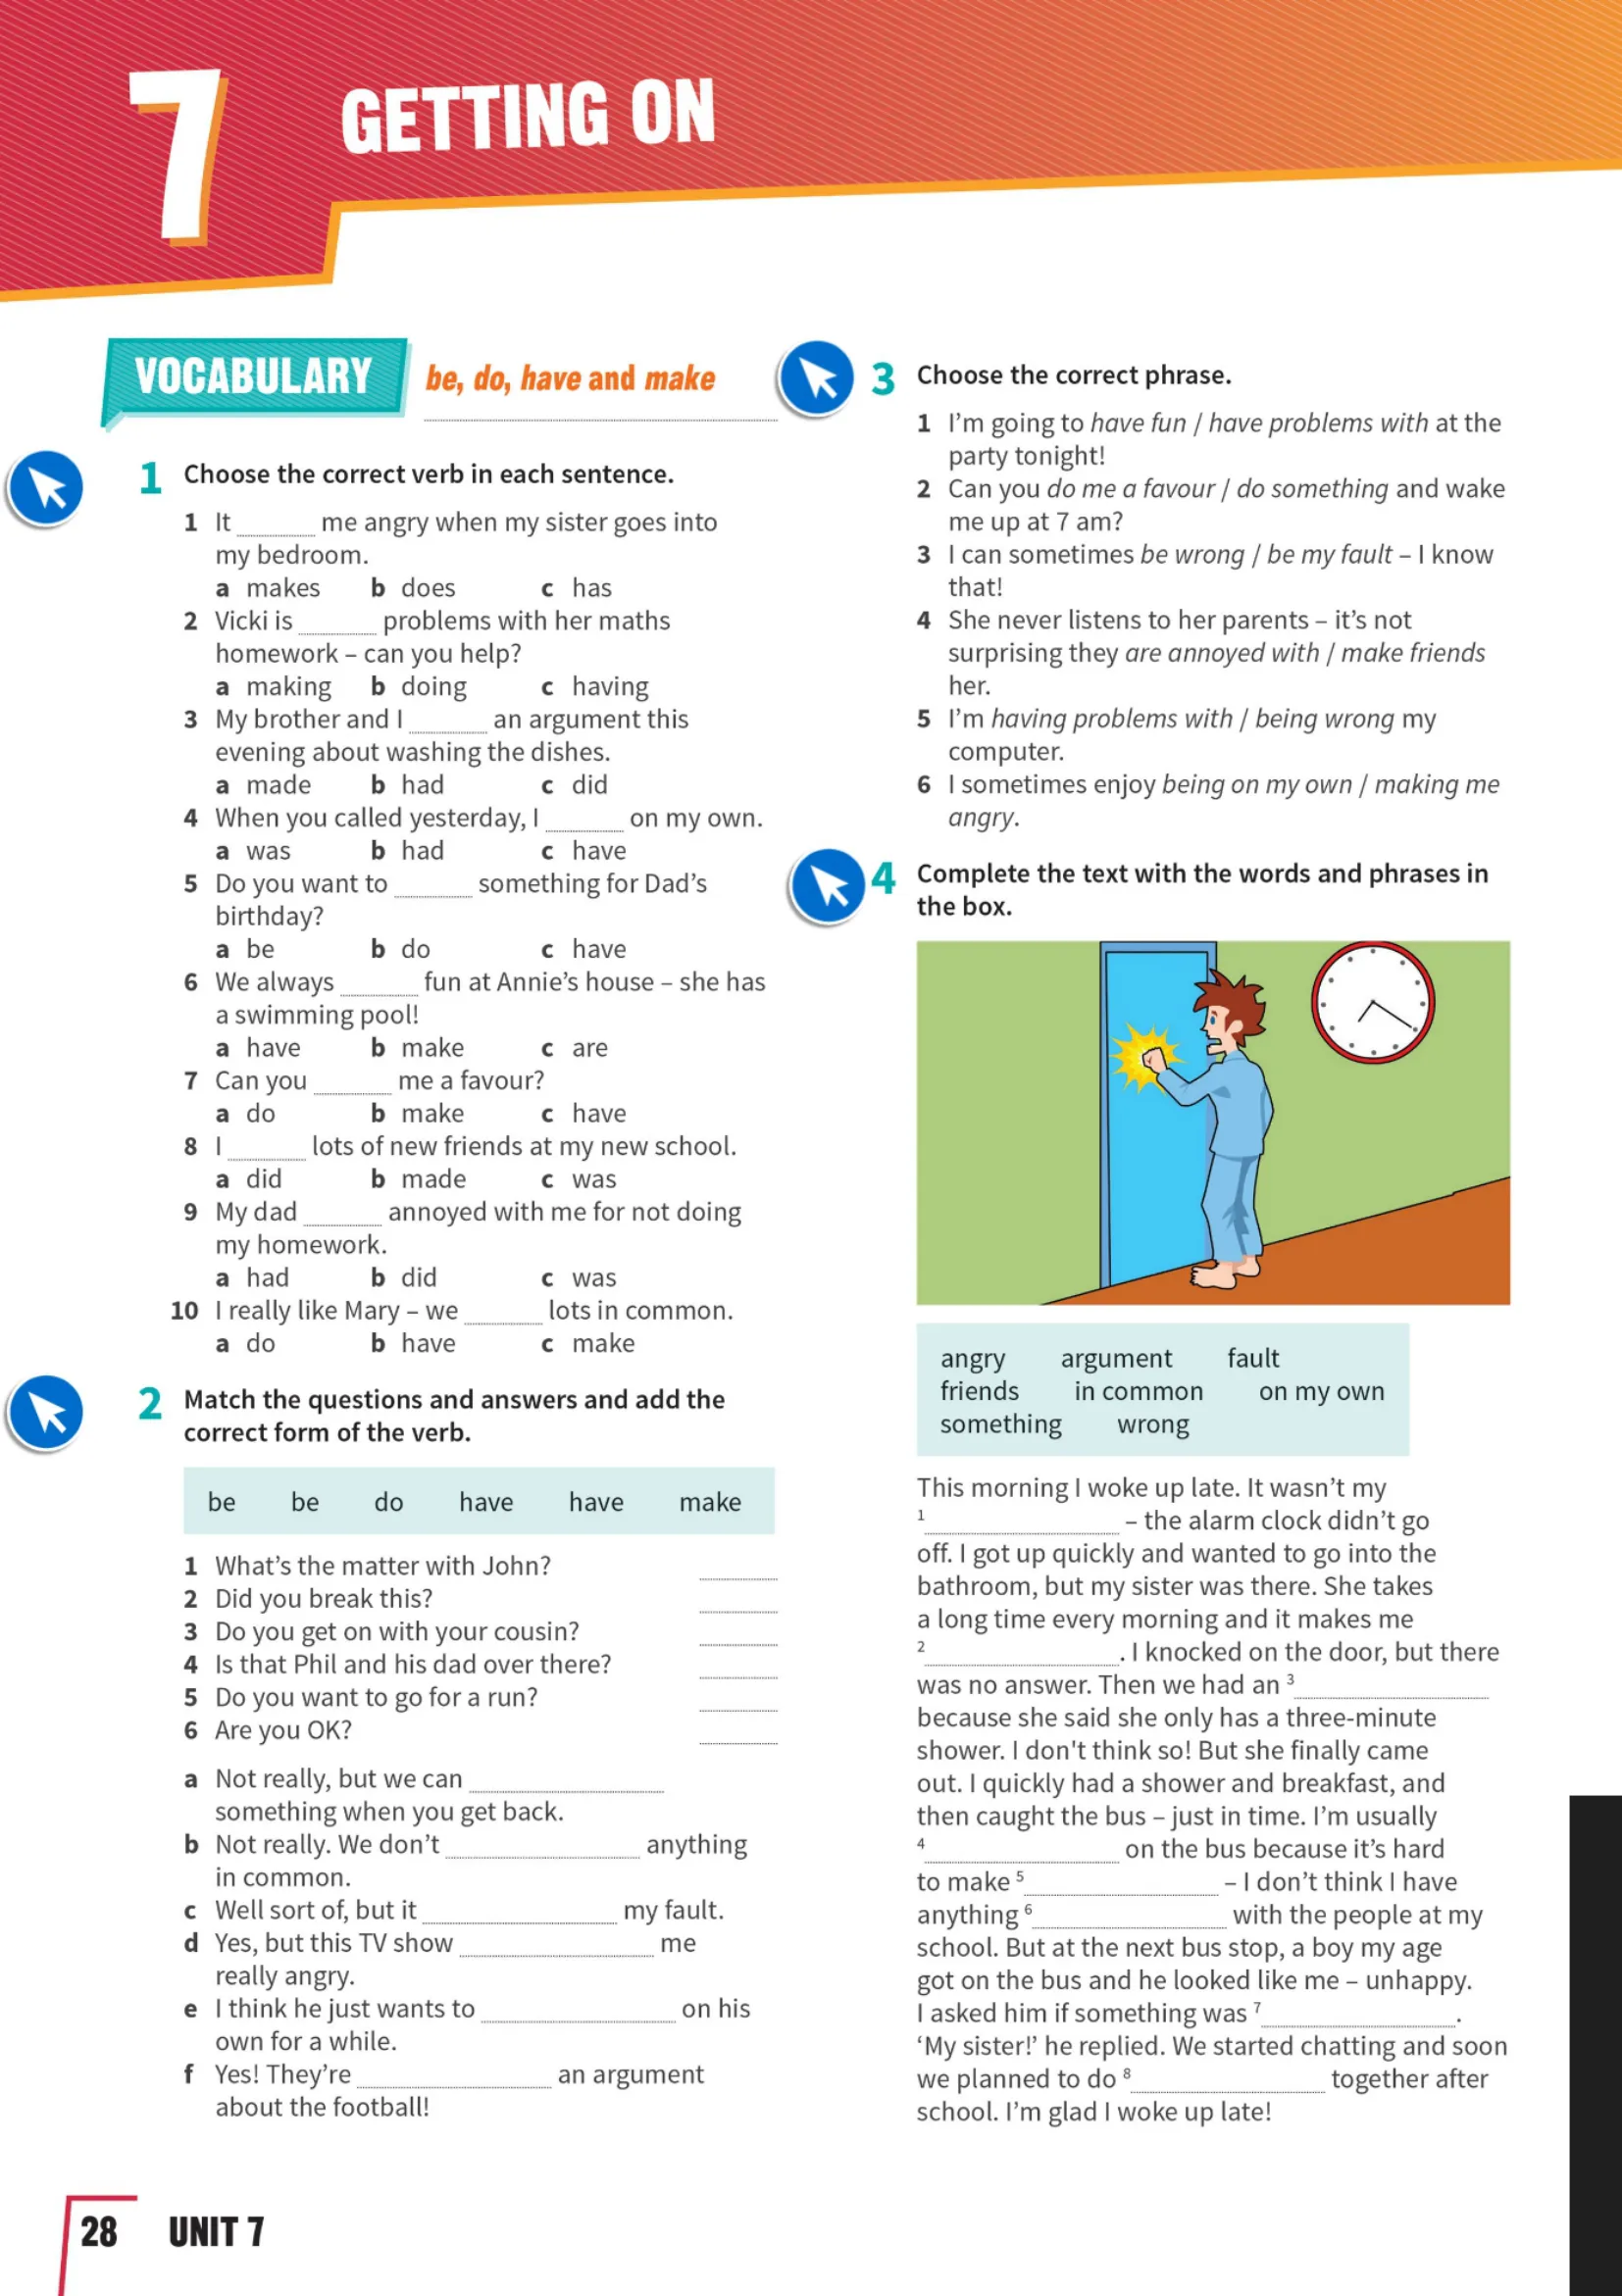 7 GETTING ON
VOCABULARY be, do, have and make
1 Choose the correct verb in each sentence.
1 It me angry when my sister goes into
my bedroom.
a makes b does c has
2 Vicki is problems with her maths
homework – can you help?
a making b doing c having
3 My brother and I an argument this
evening about washing the dishes.
a made b had c did
4 When you called yesterday, I on my own.
a was b had c have
5 Do you want to something for Dad’s
birthday?
a be b do c have
6 We always fun at Annie’s house – she has
a swimming pool!
a have b make c are
7 Can you me a favour?
a do b make c have
8 I lots of new friends at my new school.
a did b made c was
9 My dad annoyed with me for not doing
my homework.
a had b did c was
10 I really like Mary – we lots in common.
a do b have c make
2 Match the questions and answers and add the
correct form of the verb.
be be do have have make
1 What’s the matter with John?
2 Did you break this?
3 Do you get on with your cousin?
4 Is that Phil and his dad over there?
5 Do you want to go for a run?
6 Are you OK?
a Not really, but we can
something when you get back.
b Not really. We don’t anything
in common.
c Well sort of, but it my fault.
d Yes, but this TV show me
really angry.
e I think he just wants to on his
own for a while.
f Yes! They’re an argument
about the football!
3 Choose the correct phrase.
1 I’m going to have fun / have problems with at the
party tonight!
2 Can you do me a favour / do something and wake
me up at 7 am?
3 I can sometimes be wrong / be my fault – I know
that!
4 She never listens to her parents – it’s not
surprising they are annoyed with / make friends
her.
5 I’m having problems with / being wrong my
computer.
6 I sometimes enjoy being on my own / making me
angry.
4 Complete the text with the words and phrases in
the box.
angry argument fault
friends in common on my own
something wrong
This morning I woke up late. It wasn’t my
1 – the alarm clock didn’t go
off. I got up quickly and wanted to go into the
bathroom, but my sister was there. She takes
a long time every morning and it makes me
2 . I knocked on the door, but there
was no answer. Then we had an 3
because she said she only has a three-minute
shower. I don't think so! But she finally came
out. I quickly had a shower and breakfast, and
then caught the bus – just in time. I’m usually
4 on the bus because it’s hard
to make 5 – I don’t think I have
anything 6 with the people at my
school. But at the next bus stop, a boy my age
got on the bus and he looked like me – unhappy.
I asked him if something was 7 .
‘My sister!’ he replied. We started chatting and soon
we planned to do 8 together after
school. I’m glad I woke up late!
28 UNIT 7